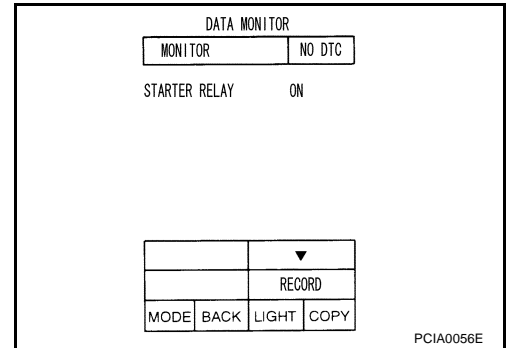 DATA MONITOR
MONITOR NO DTC
STARTER RELAY ON
▼
RECORD
MODE BACK LIGHT COPY
PCIA0056E